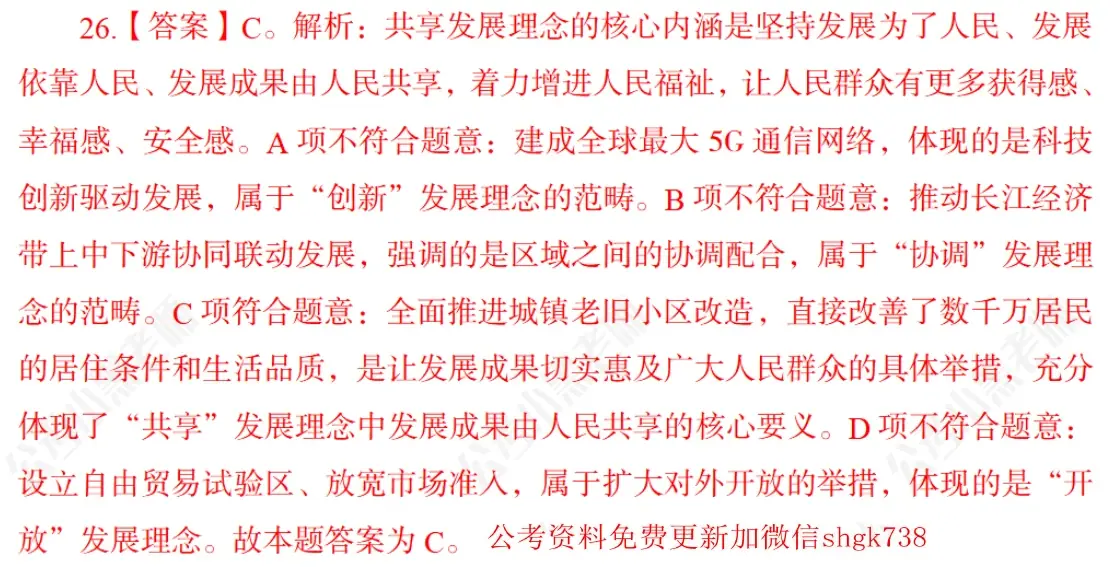 26.【答案】C。解析：共享发展理念的核心内涵是坚持发展为了人民、发展
依靠人民、发展成果由人民共享，着力增进人民福祉，让人民群众有更多获得感、
幸福感、安全感。A 项不符合题意：建成全球最大 5G 通信网络，体现的是科技
创新驱动发展，属于“创新”发展理念的范畴。B 项不符合题意：推动长江经济
带上中下游协同联动发展，强调的是区域之间的协调配合，属于“协调”发展理
念的范畴。C 项符合题意：全面推进城镇老旧小区改造，直接改善了数千万居民
的居住条件和生活品质，是让发展成果切实惠及广大人民群众的具体举措，充分
体现了“共享”发展理念中发展成果由人民共享的核心要义。D 项不符合题意：
设立自由贸易试验区、放宽市场准入，属于扩大对外开放的举措，体现的是“开
放”发展理念。故本题答案为 C。 公考资料免费更新加微信shgk738